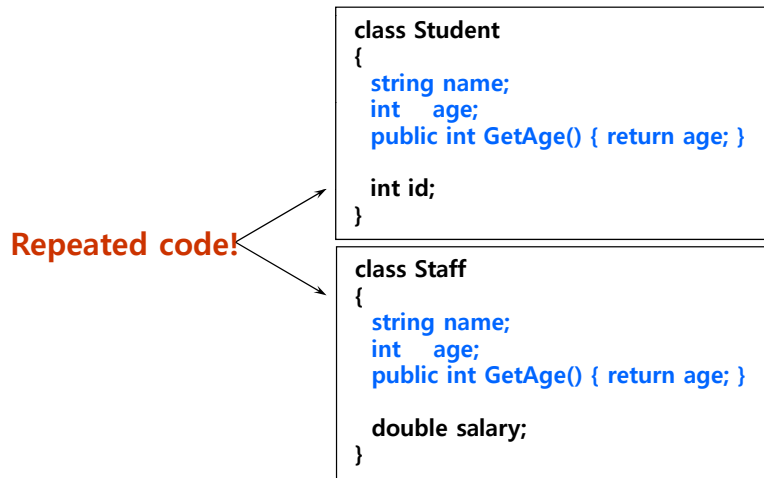 class Student
{
string name;
int age;
public int GetAge() { return age; }
int id;
}
Repeated code!
class Staff
{
string name;
int age;
public int GetAge() { return age; }
double salary;
}